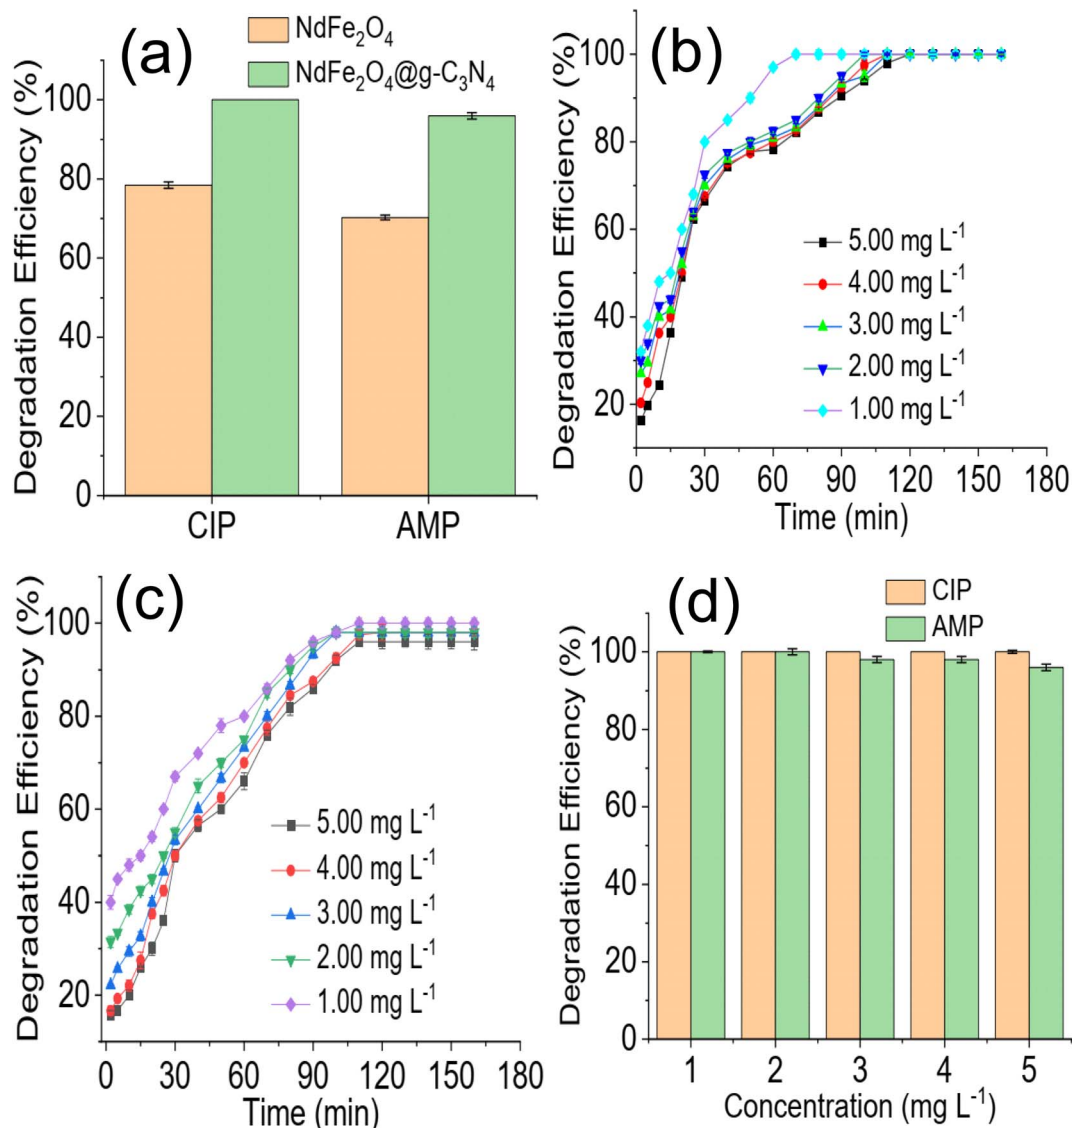 (a)
NdFe₂O₄
NdFe₂O₄@g-C₃N₄
Degradation Efficiency (%)
100
80
60
40
20
0
CIP AMP
(b)
Degradation Efficiency (%)
100
80
60
40
20
5.00 mg L⁻¹
4.00 mg L⁻¹
3.00 mg L⁻¹
2.00 mg L⁻¹
1.00 mg L⁻¹
0 30 60 90 120 150 180
Time (min)
(c)
Degradation Efficiency (%)
100
80
60
40
20
5.00 mg L⁻¹
4.00 mg L⁻¹
3.00 mg L⁻¹
2.00 mg L⁻¹
1.00 mg L⁻¹
0 30 60 90 120 150 180
Time (min)
(d)
CIP
AMP
Degradation Efficiency (%)
100
80
60
40
20
0
1 2 3 4 5
Concentration (mg L⁻¹)